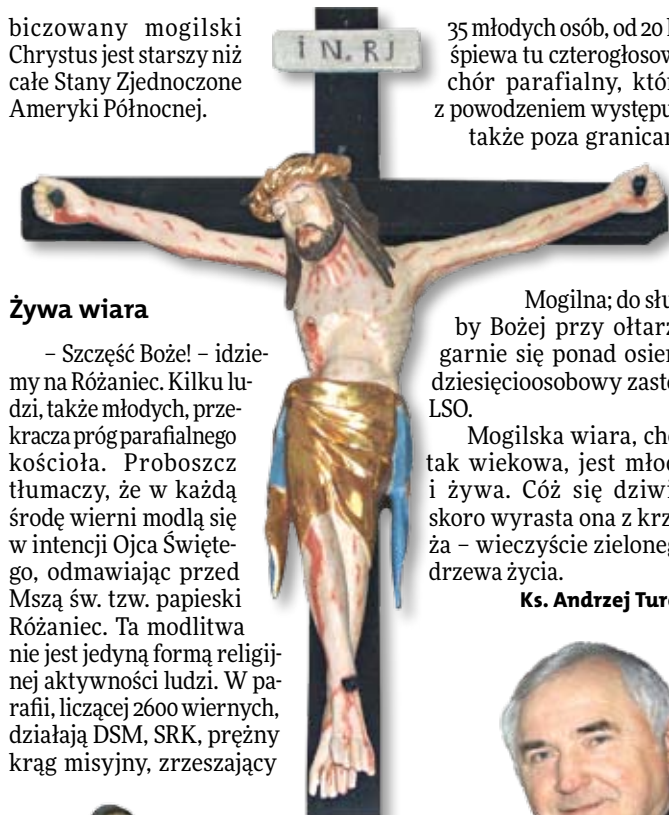 biczowany mogilski
Chrystus jest starszy niż
całe Stany Zjednoczone
Ameryki Północnej.
iN.RJ
Żywa wiara
– Szczęść Boże! – idzie-
my na Różaniec. Kilku lu-
dzi, także młodych, prze-
kracza próg parafialnego
kościoła. Proboszcz
tłumaczy, że w każdą
środę wierni modlą się
w intencji Ojca Święte-
go, odmawiając przed
Mszą św. tzw. papieski
Różaniec. Ta modlitwa
nie jest jedyną formą religij-
nej aktywności ludzi. W pa-
rafii, liczącej 2600 wiernych,
działają DSM, SRK, prężny
krąg misyjny, zrzeszający
35 młodych osób, od 20 l
śpiewa tu czterogłosow
chór parafialny, któr
z powodzeniem występu
także poza granicam
Mogilna; do słu
by Bożej przy ołtarz
garnie się ponad osiem
dziesięcioosobowy zastę
LSO.
Mogilska wiara, cho
tak wiekowa, jest młod
i żywa. Cóż się dziwi
skoro wyrasta ona z krz
ża – wieczyście zieloneg
drzewa życia.
Ks. Andrzej Ture